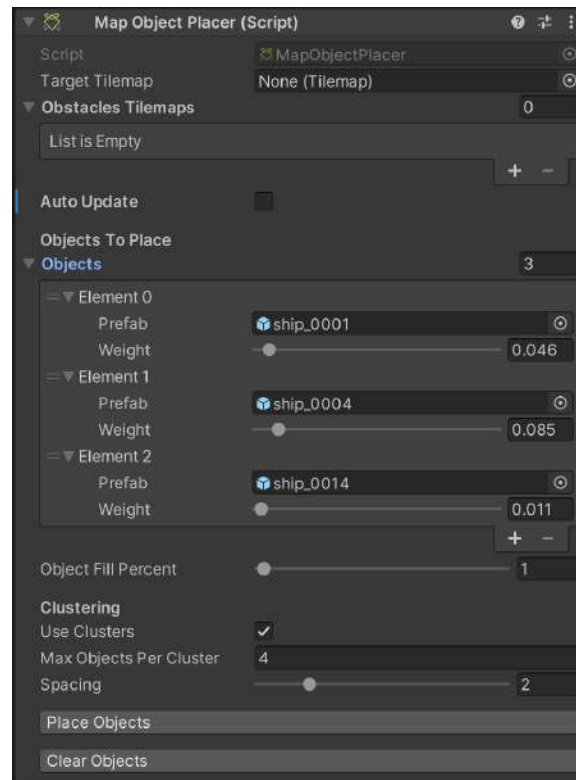 Map Object Placer (Script)
Script MapObjectPlacer
Target Tilemap None (Tilemap)
Obstacles Tilemaps 0
List is Empty
+ −
Auto Update
Objects To Place
Objects 3
Element 0
Prefab ship_0001
Weight 0.046
Element 1
Prefab ship_0004
Weight 0.085
Element 2
Prefab ship_0014
Weight 0.011
+ −
Object Fill Percent 1
Clustering
Use Clusters
Max Objects Per Cluster 4
Spacing 2
Place Objects
Clear Objects